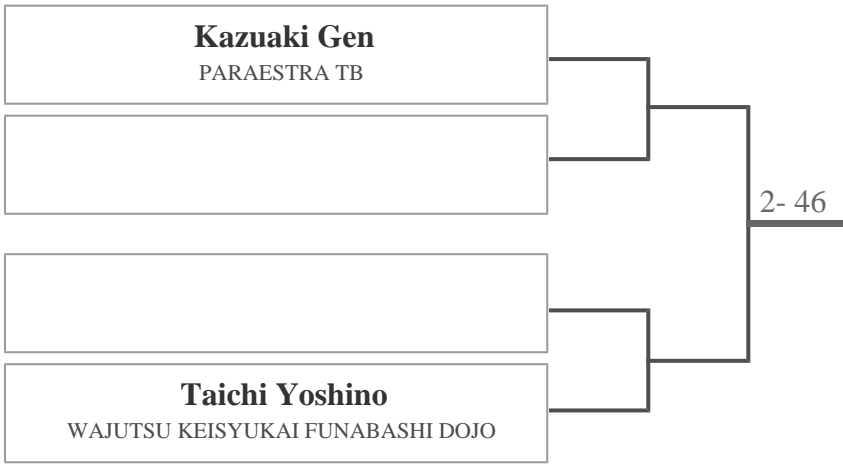 Kazuaki Gen
PARAESTRA TB
2- 46
Taichi Yoshino
WAJUTSU KEISYUKAI FUNABASHI DOJO